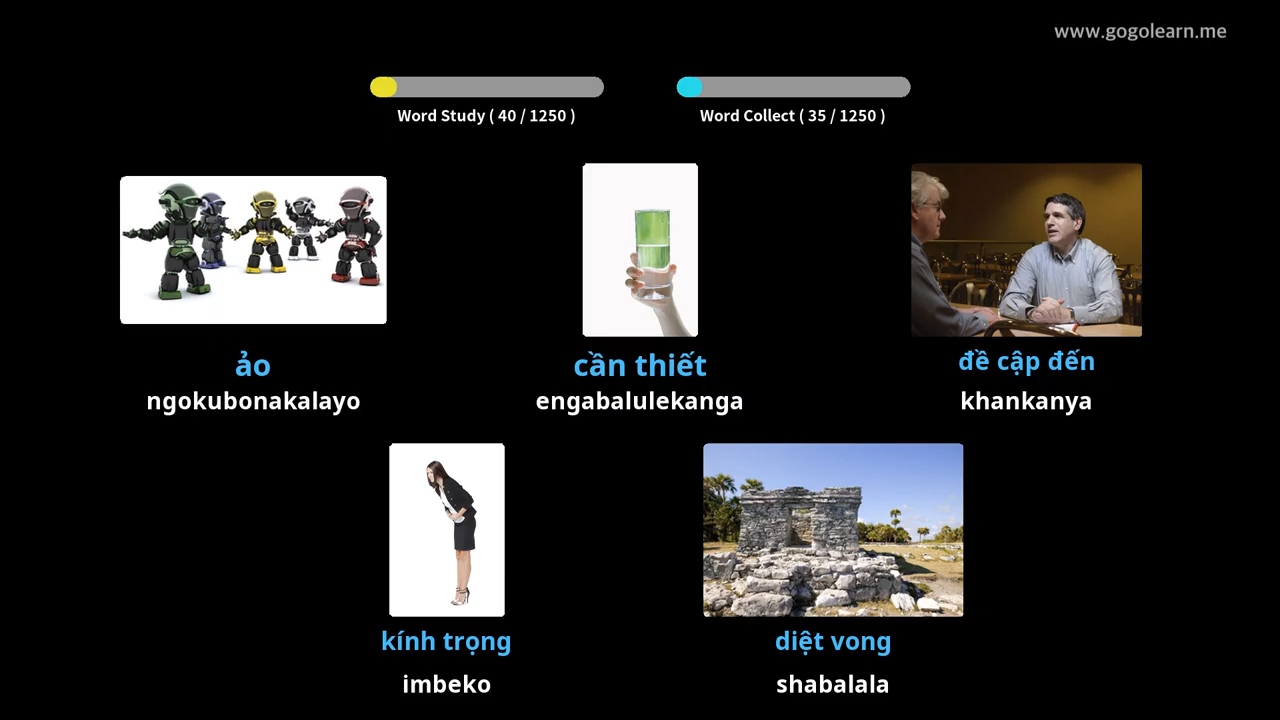 www.gogolearn.me
Word Study ( 40 / 1250 )
Word Collect ( 35 / 1250 )
ảo
cần thiết
đề cập đến
ngokubonakalayo
engabalulekanga
khankanya
kính trọng
diệt vong
imbeko
shabalala